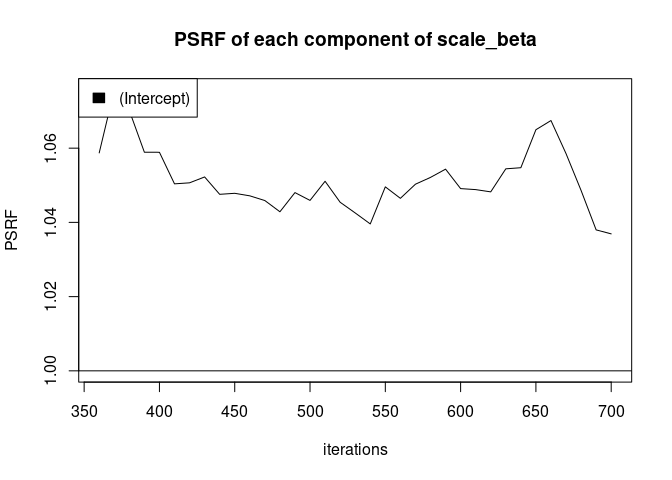 PSRF of each component of scale_beta
(Intercept)
PSRF
1.06
1.04
1.02
1.00
350 400 450 500 550 600 650 700
iterations